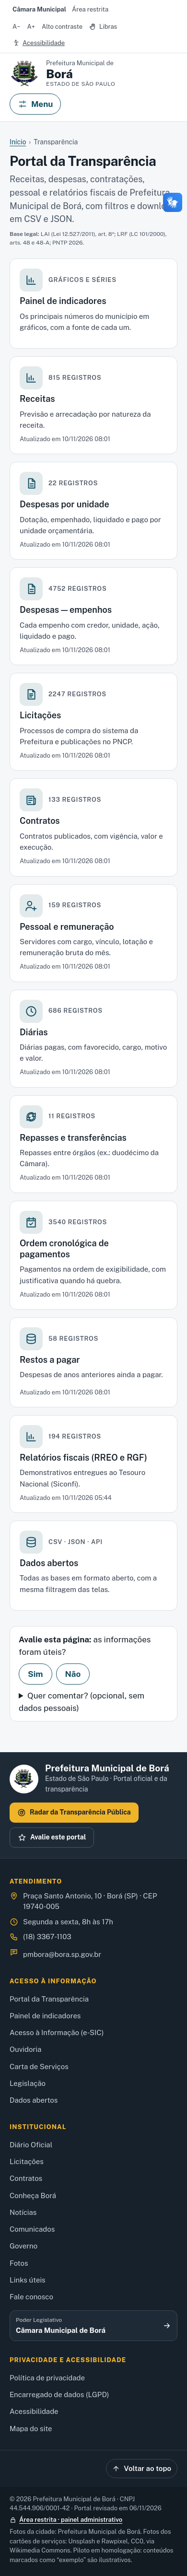 Câmara Municipal Área restrita
A− A+ Alto contraste Libras
Acessibilidade
Prefeitura Municipal de
Borá
ESTADO DE SÃO PAULO
Menu
Início › Transparência
Portal da Transparência
Receitas, despesas, contratações,
pessoal e relatórios fiscais de Prefeitura
Municipal de Borá, com filtros e download
em CSV e JSON.
Base legal: LAI (Lei 12.527/2011), art. 8º; LRF (LC 101/2000),
arts. 48 e 48-A; PNTP 2026.
GRÁFICOS E SÉRIES
Painel de indicadores
Os principais números do município em
gráficos, com a fonte de cada um.
815 REGISTROS
Receitas
Previsão e arrecadação por natureza da
receita.
Atualizado em 10/11/2026 08:01
22 REGISTROS
Despesas por unidade
Dotação, empenhado, liquidado e pago por
unidade orçamentária.
Atualizado em 10/11/2026 08:01
4752 REGISTROS
Despesas — empenhos
Cada empenho com credor, unidade, ação,
liquidado e pago.
Atualizado em 10/11/2026 08:01
2247 REGISTROS
Licitações
Processos de compra do sistema da
Prefeitura e publicações no PNCP.
Atualizado em 10/11/2026 08:01
133 REGISTROS
Contratos
Contratos publicados, com vigência, valor e
execução.
Atualizado em 10/11/2026 08:01
159 REGISTROS
Pessoal e remuneração
Servidores com cargo, vínculo, lotação e
remuneração bruta do mês.
Atualizado em 10/11/2026 08:01
686 REGISTROS
Diárias
Diárias pagas, com favorecido, cargo, motivo
e valor.
Atualizado em 10/11/2026 08:01
11 REGISTROS
Repasses e transferências
Repasses entre órgãos (ex.: duodécimo da
Câmara).
Atualizado em 10/11/2026 08:01
3540 REGISTROS
Ordem cronológica de
pagamentos
Pagamentos na ordem de exigibilidade, com
justificativa quando há quebra.
Atualizado em 10/11/2026 08:01
58 REGISTROS
Restos a pagar
Despesas de anos anteriores ainda a pagar.
Atualizado em 10/11/2026 08:01
194 REGISTROS
Relatórios fiscais (RREO e RGF)
Demonstrativos entregues ao Tesouro
Nacional (Siconfi).
Atualizado em 10/11/2026 05:44
CSV · JSON · API
Dados abertos
Todas as bases em formato aberto, com a
mesma filtragem das telas.
Avalie esta página: as informações
foram úteis?
Sim Não
Quer comentar? (opcional, sem
dados pessoais)
Prefeitura Municipal de Borá
Estado de São Paulo · Portal oficial e da
transparência
Radar da Transparência Pública
Avalie este portal
ATENDIMENTO
Praça Santo Antonio, 10 · Borá (SP) · CEP
19740-005
Segunda a sexta, 8h às 17h
(18) 3367-1103
pmbora@bora.sp.gov.br
ACESSO À INFORMAÇÃO
Portal da Transparência
Painel de indicadores
Acesso à Informação (e-SIC)
Ouvidoria
Carta de Serviços
Legislação
Dados abertos
INSTITUCIONAL
Diário Oficial
Licitações
Contratos
Conheça Borá
Notícias
Comunicados
Governo
Fotos
Links úteis
Fale conosco
Poder Legislativo
Câmara Municipal de Borá
PRIVACIDADE E ACESSIBILIDADE
Política de privacidade
Encarregado de dados (LGPD)
Acessibilidade
Mapa do site
Voltar ao topo
© 2026 Prefeitura Municipal de Borá · CNPJ
44.544.906/0001-42 · Portal revisado em 06/11/2026
Área restrita · painel administrativo
Fotos da cidade: Prefeitura Municipal de Borá. Fotos dos
cartões de serviços: Unsplash e Rawpixel, CC0, via
Wikimedia Commons. Piloto em homologação: conteúdos
marcados como "exemplo" são ilustrativos.